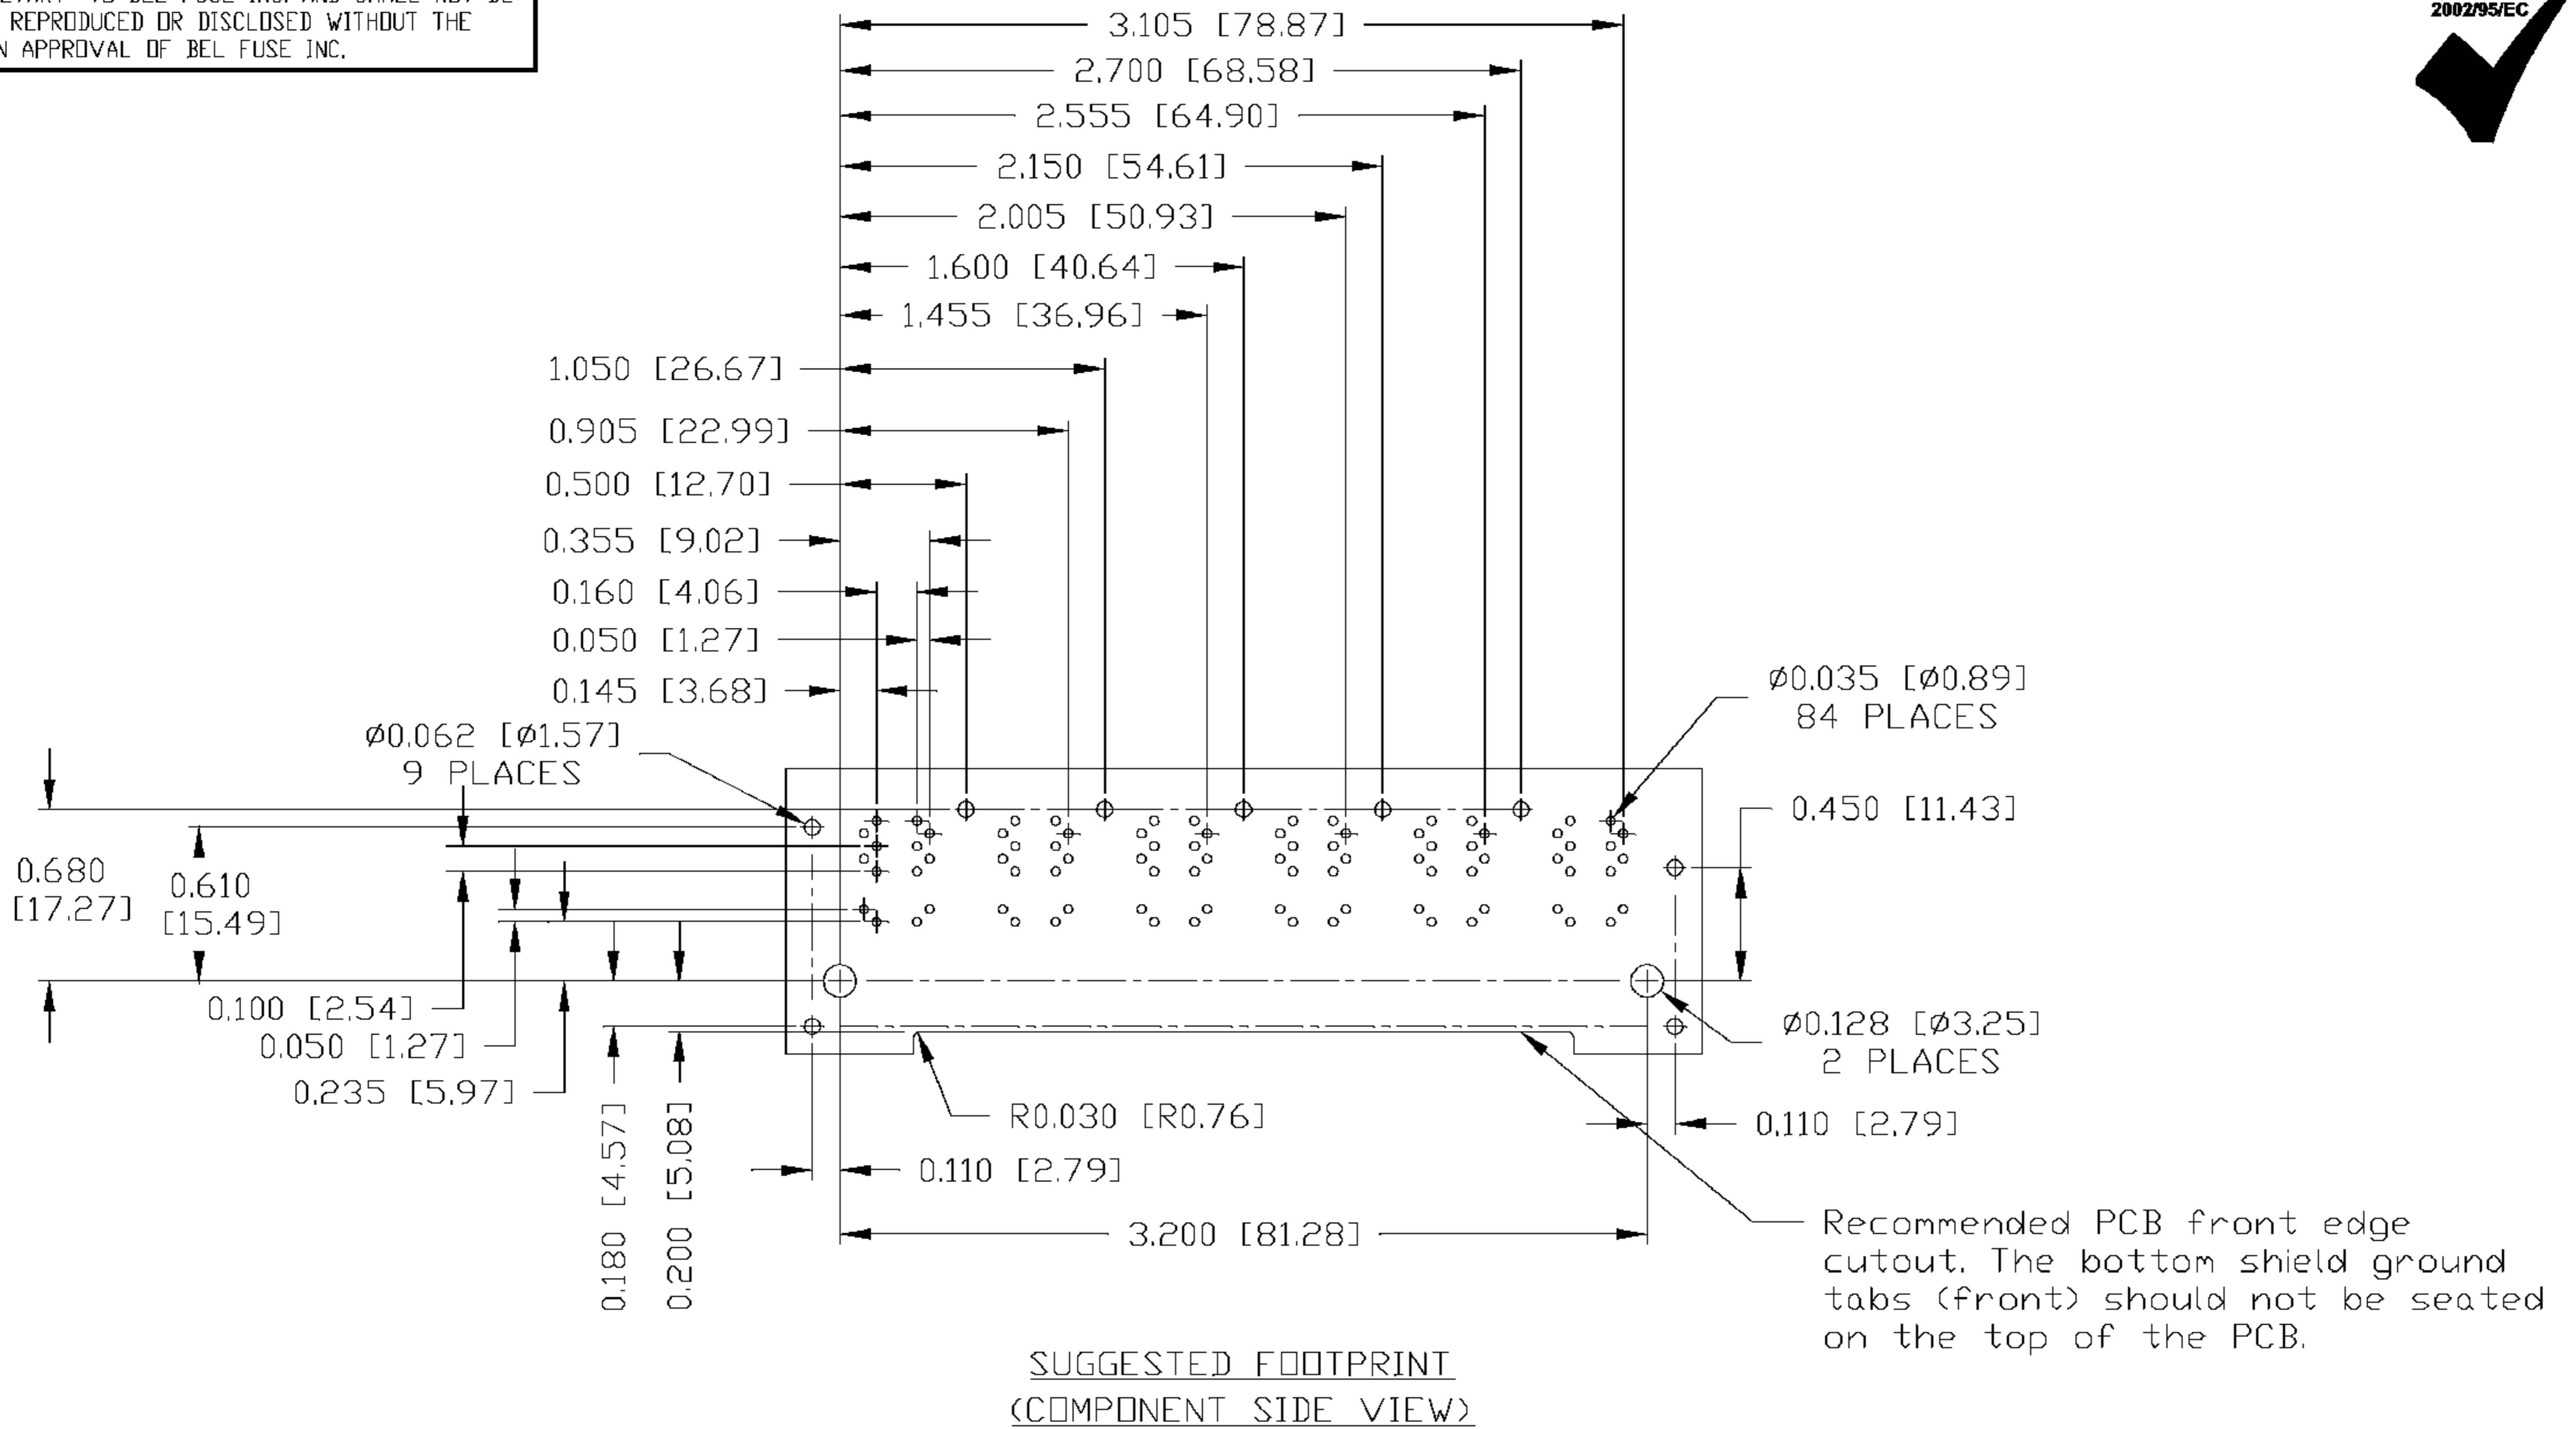 REPRODUCED OR DISCLOSED WITHOUT THE
APPROVAL OF BEL FUSE INC.
2002/95/EC
3.105 [78.87]
2.700 [68.58]
2.555 [64.90]
2.150 [54.61]
2.005 [50.93]
1.600 [40.64]
1.455 [36.96]
1.050 [26.67]
0.905 [22.99]
0.500 [12.70]
0.355 [9.02]
0.160 [4.06]
0.050 [1.27]
0.145 [3.68]
Ø0.062 [Ø1.57]
9 PLACES
Ø0.035 [Ø0.89]
84 PLACES
0.450 [11.43]
0.680
[17.27]
0.610
[15.49]
0.100 [2.54]
0.050 [1.27]
0.235 [5.97]
0.180 [4.57]
0.200 [5.08]
R0.030 [R0.76]
0.110 [2.79]
3.200 [81.28]
Ø0.128 [Ø3.25]
2 PLACES
0.110 [2.79]
Recommended PCB front edge
cutout. The bottom shield ground
tabs (front) should not be seated
on the top of the PCB.
SUGGESTED FOOTPRINT
(COMPONENT SIDE VIEW)